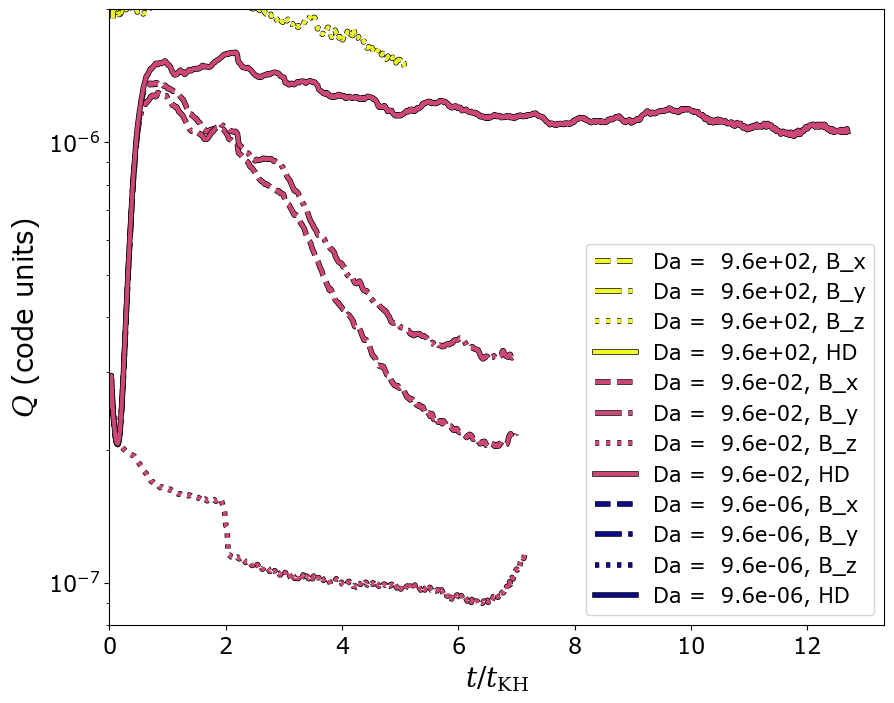 Q (code units)
10⁻⁶
10⁻⁷
0 2 4 6 8 10 12
t/t_KH
Da = 9.6e+02, B_x
Da = 9.6e+02, B_y
Da = 9.6e+02, B_z
Da = 9.6e+02, HD
Da = 9.6e-02, B_x
Da = 9.6e-02, B_y
Da = 9.6e-02, B_z
Da = 9.6e-02, HD
Da = 9.6e-06, B_x
Da = 9.6e-06, B_y
Da = 9.6e-06, B_z
Da = 9.6e-06, HD